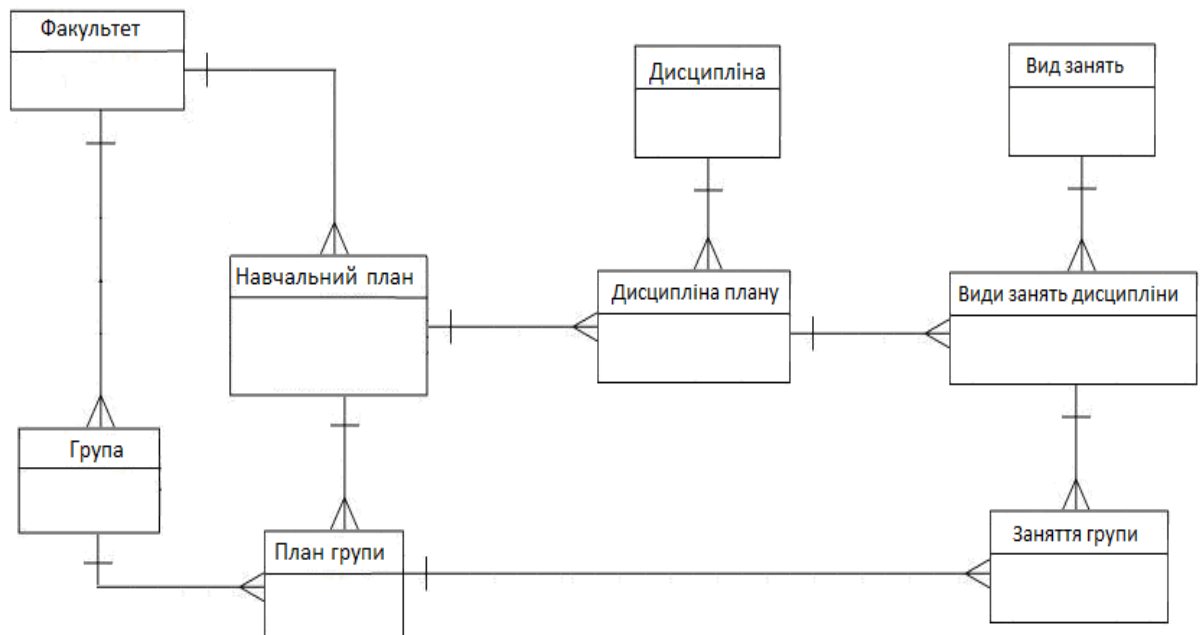 Факультет
Дисципліна
Вид занять
Навчальний план
Дисципліна плану
Види занять дисципліни
Група
План групи
Заняття групи